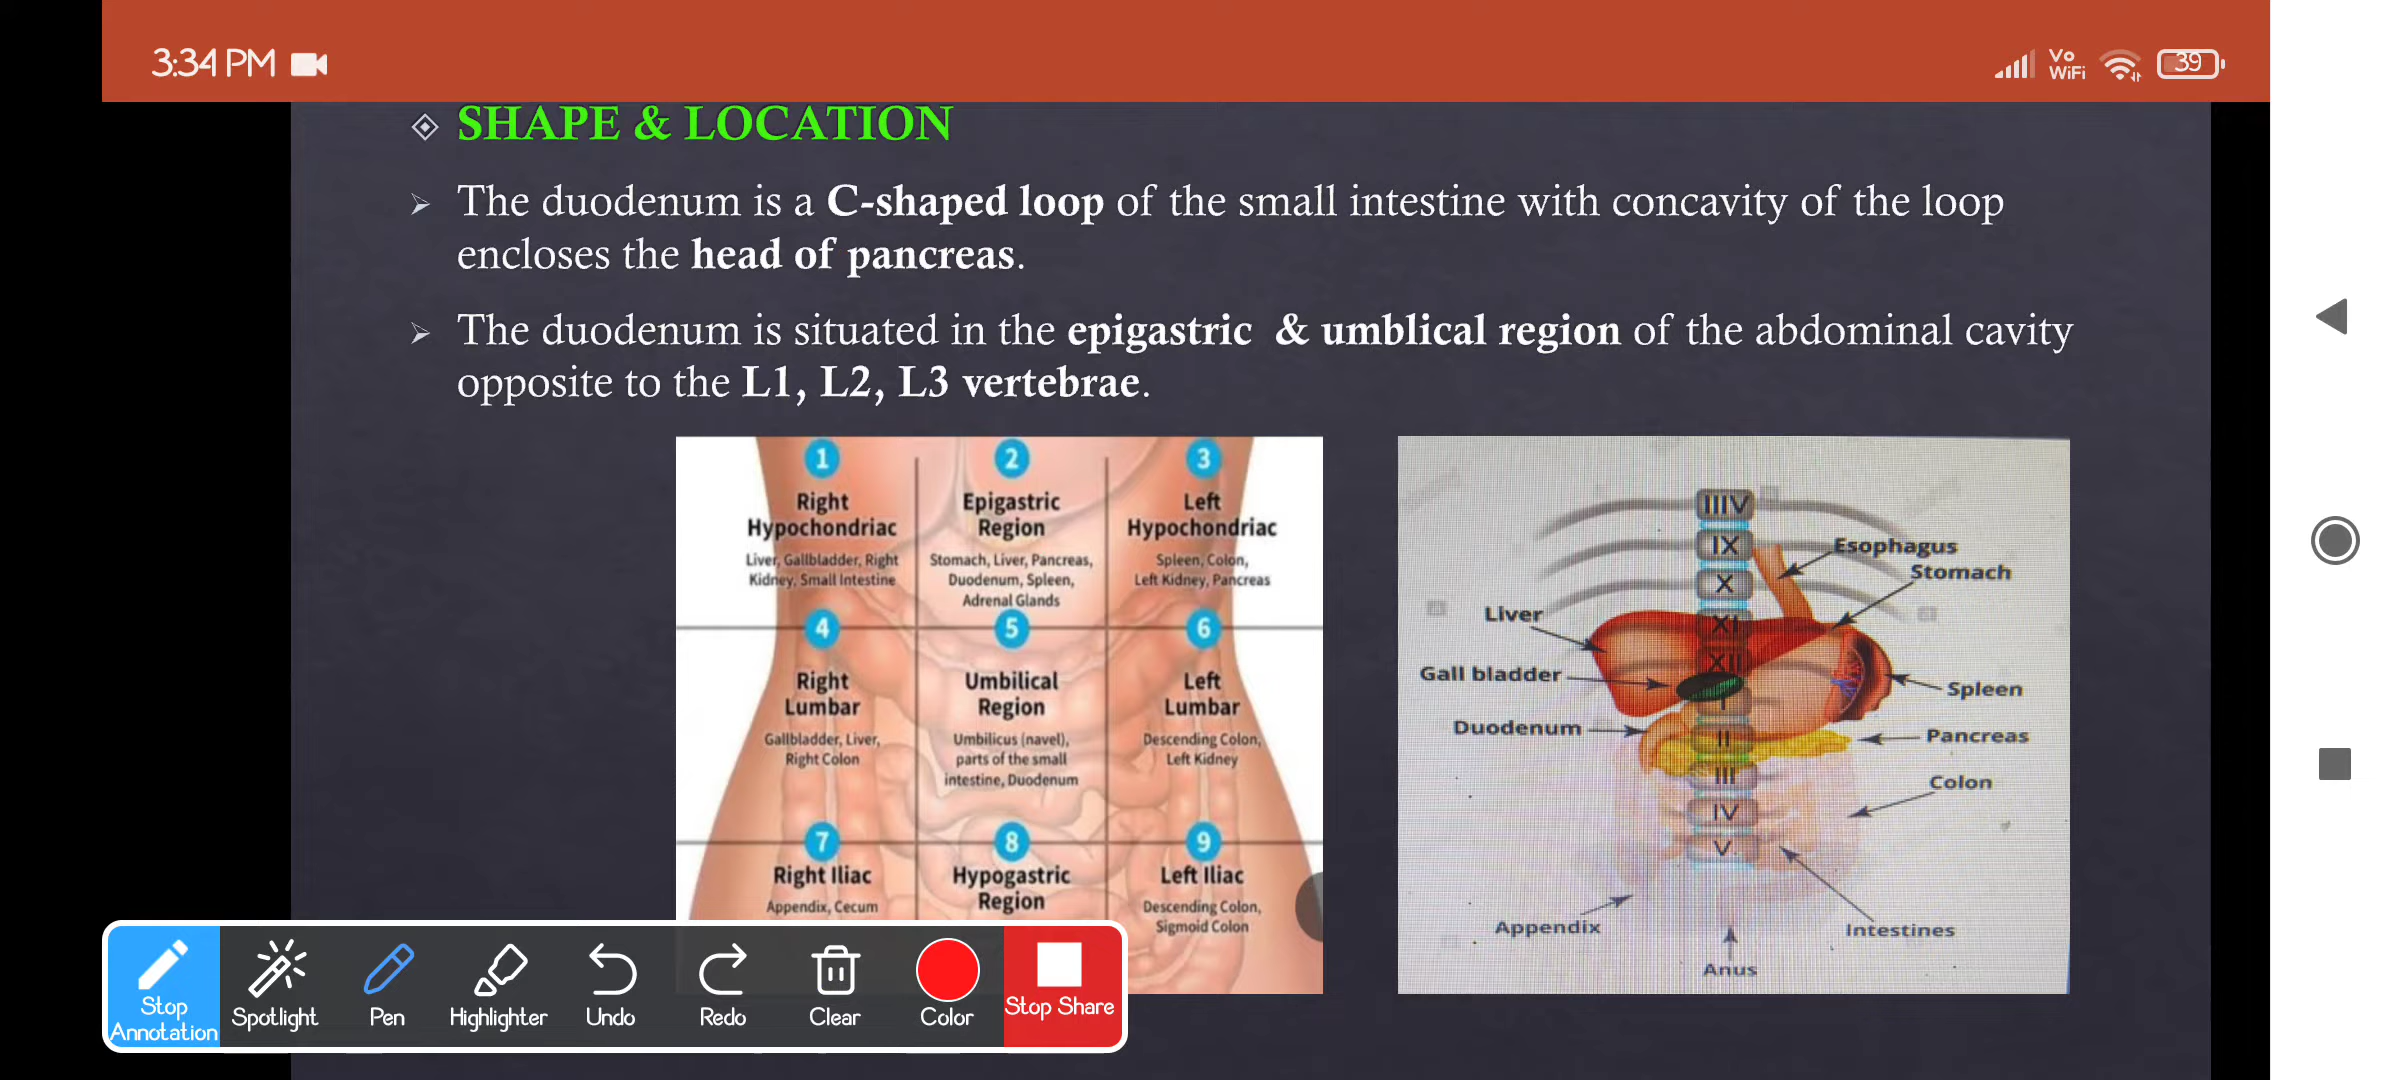 3:34 PM
Vo
WiFi
39
SHAPE & LOCATION
The duodenum is a C-shaped loop of the small intestine with concavity of the loop
encloses the head of pancreas.
The duodenum is situated in the epigastric & umblical region of the abdominal cavity
opposite to the L1, L2, L3 vertebrae.
1
2
3
Right
Hypochondriac
Liver, Gallbladder, Right
Kidney, Small Intestine
Epigastric
Region
Stomach, Liver, Pancreas,
Duodenum, Spleen,
Adrenal Glands
Left
Hypochondriac
Spleen, Colon,
Left Kidney, Pancreas
4
5
6
Right
Lumbar
Gallbladder, Liver,
Right Colon
Umbilical
Region
Umbilicus (navel),
parts of the small
intestine, Duodenum
Left
Lumbar
Descending Colon,
Left Kidney
7
8
9
Right Iliac
Appendix, Cecum
Hypogastric
Region
Left Iliac
Descending Colon,
Sigmoid Colon
IIIV
IX
X
XI
XII
I
II
III
IV
V
Esophagus
Stomach
Liver
Gall bladder
Spleen
Duodenum
Pancreas
Colon
Appendix
Intestines
Anus
Stop
Annotation
Spotlight
Pen
Highlighter
Undo
Redo
Clear
Color
Stop Share